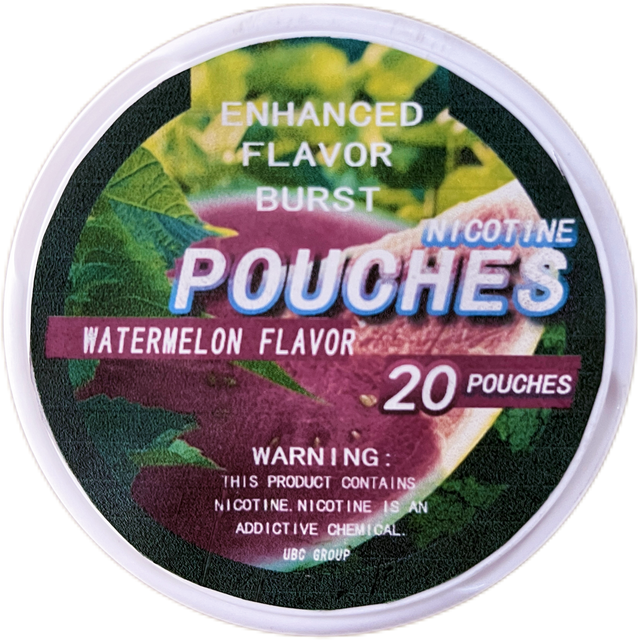 ENHANCED
FLAVOR
BURST
NICOTINE
POUCHES
WATERMELON FLAVOR
20 POUCHES
WARNING:
THIS PRODUCT CONTAINS
NICOTINE. NICOTINE IS AN
ADDICTIVE CHEMICAL.
UBC GROUP